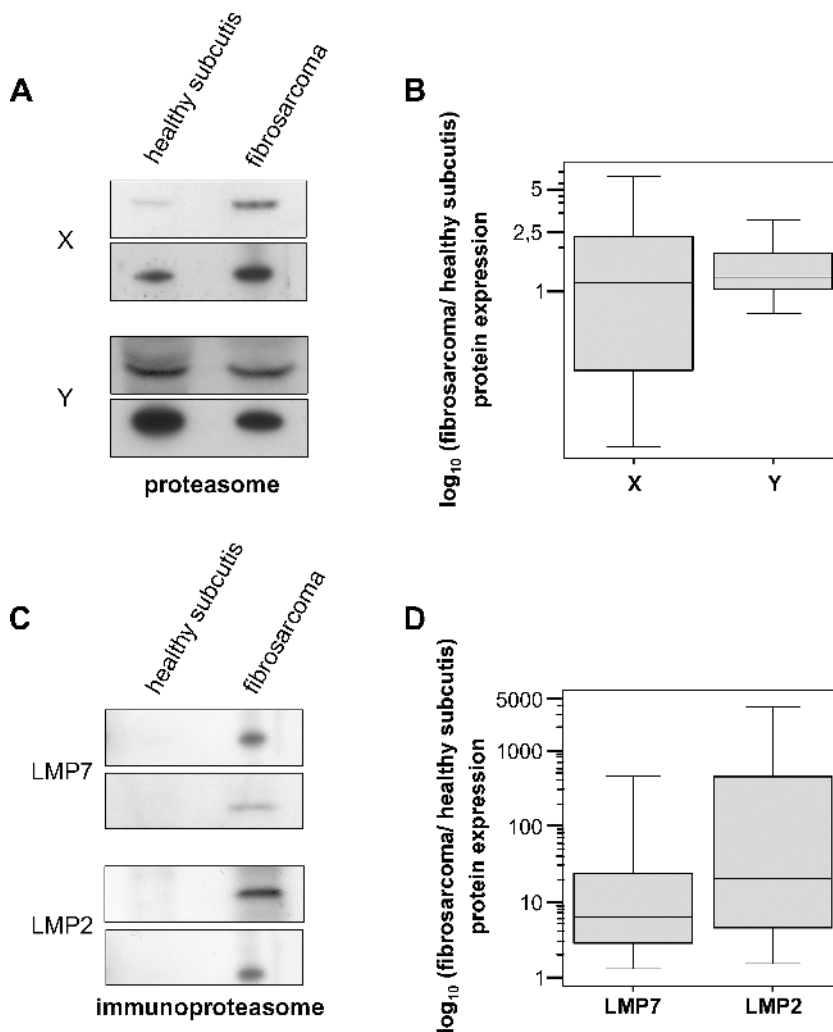 A
healthy subcutis
fibrosarcoma
X
Y
proteasome
B
log10 (fibrosarcoma/ healthy subcutis)
protein expression
5
2,5
1
X
Y
C
healthy subcutis
fibrosarcoma
LMP7
LMP2
immunoproteasome
D
log10 (fibrosarcoma/ healthy subcutis)
protein expression
5000
1000
100
10
1
LMP7
LMP2